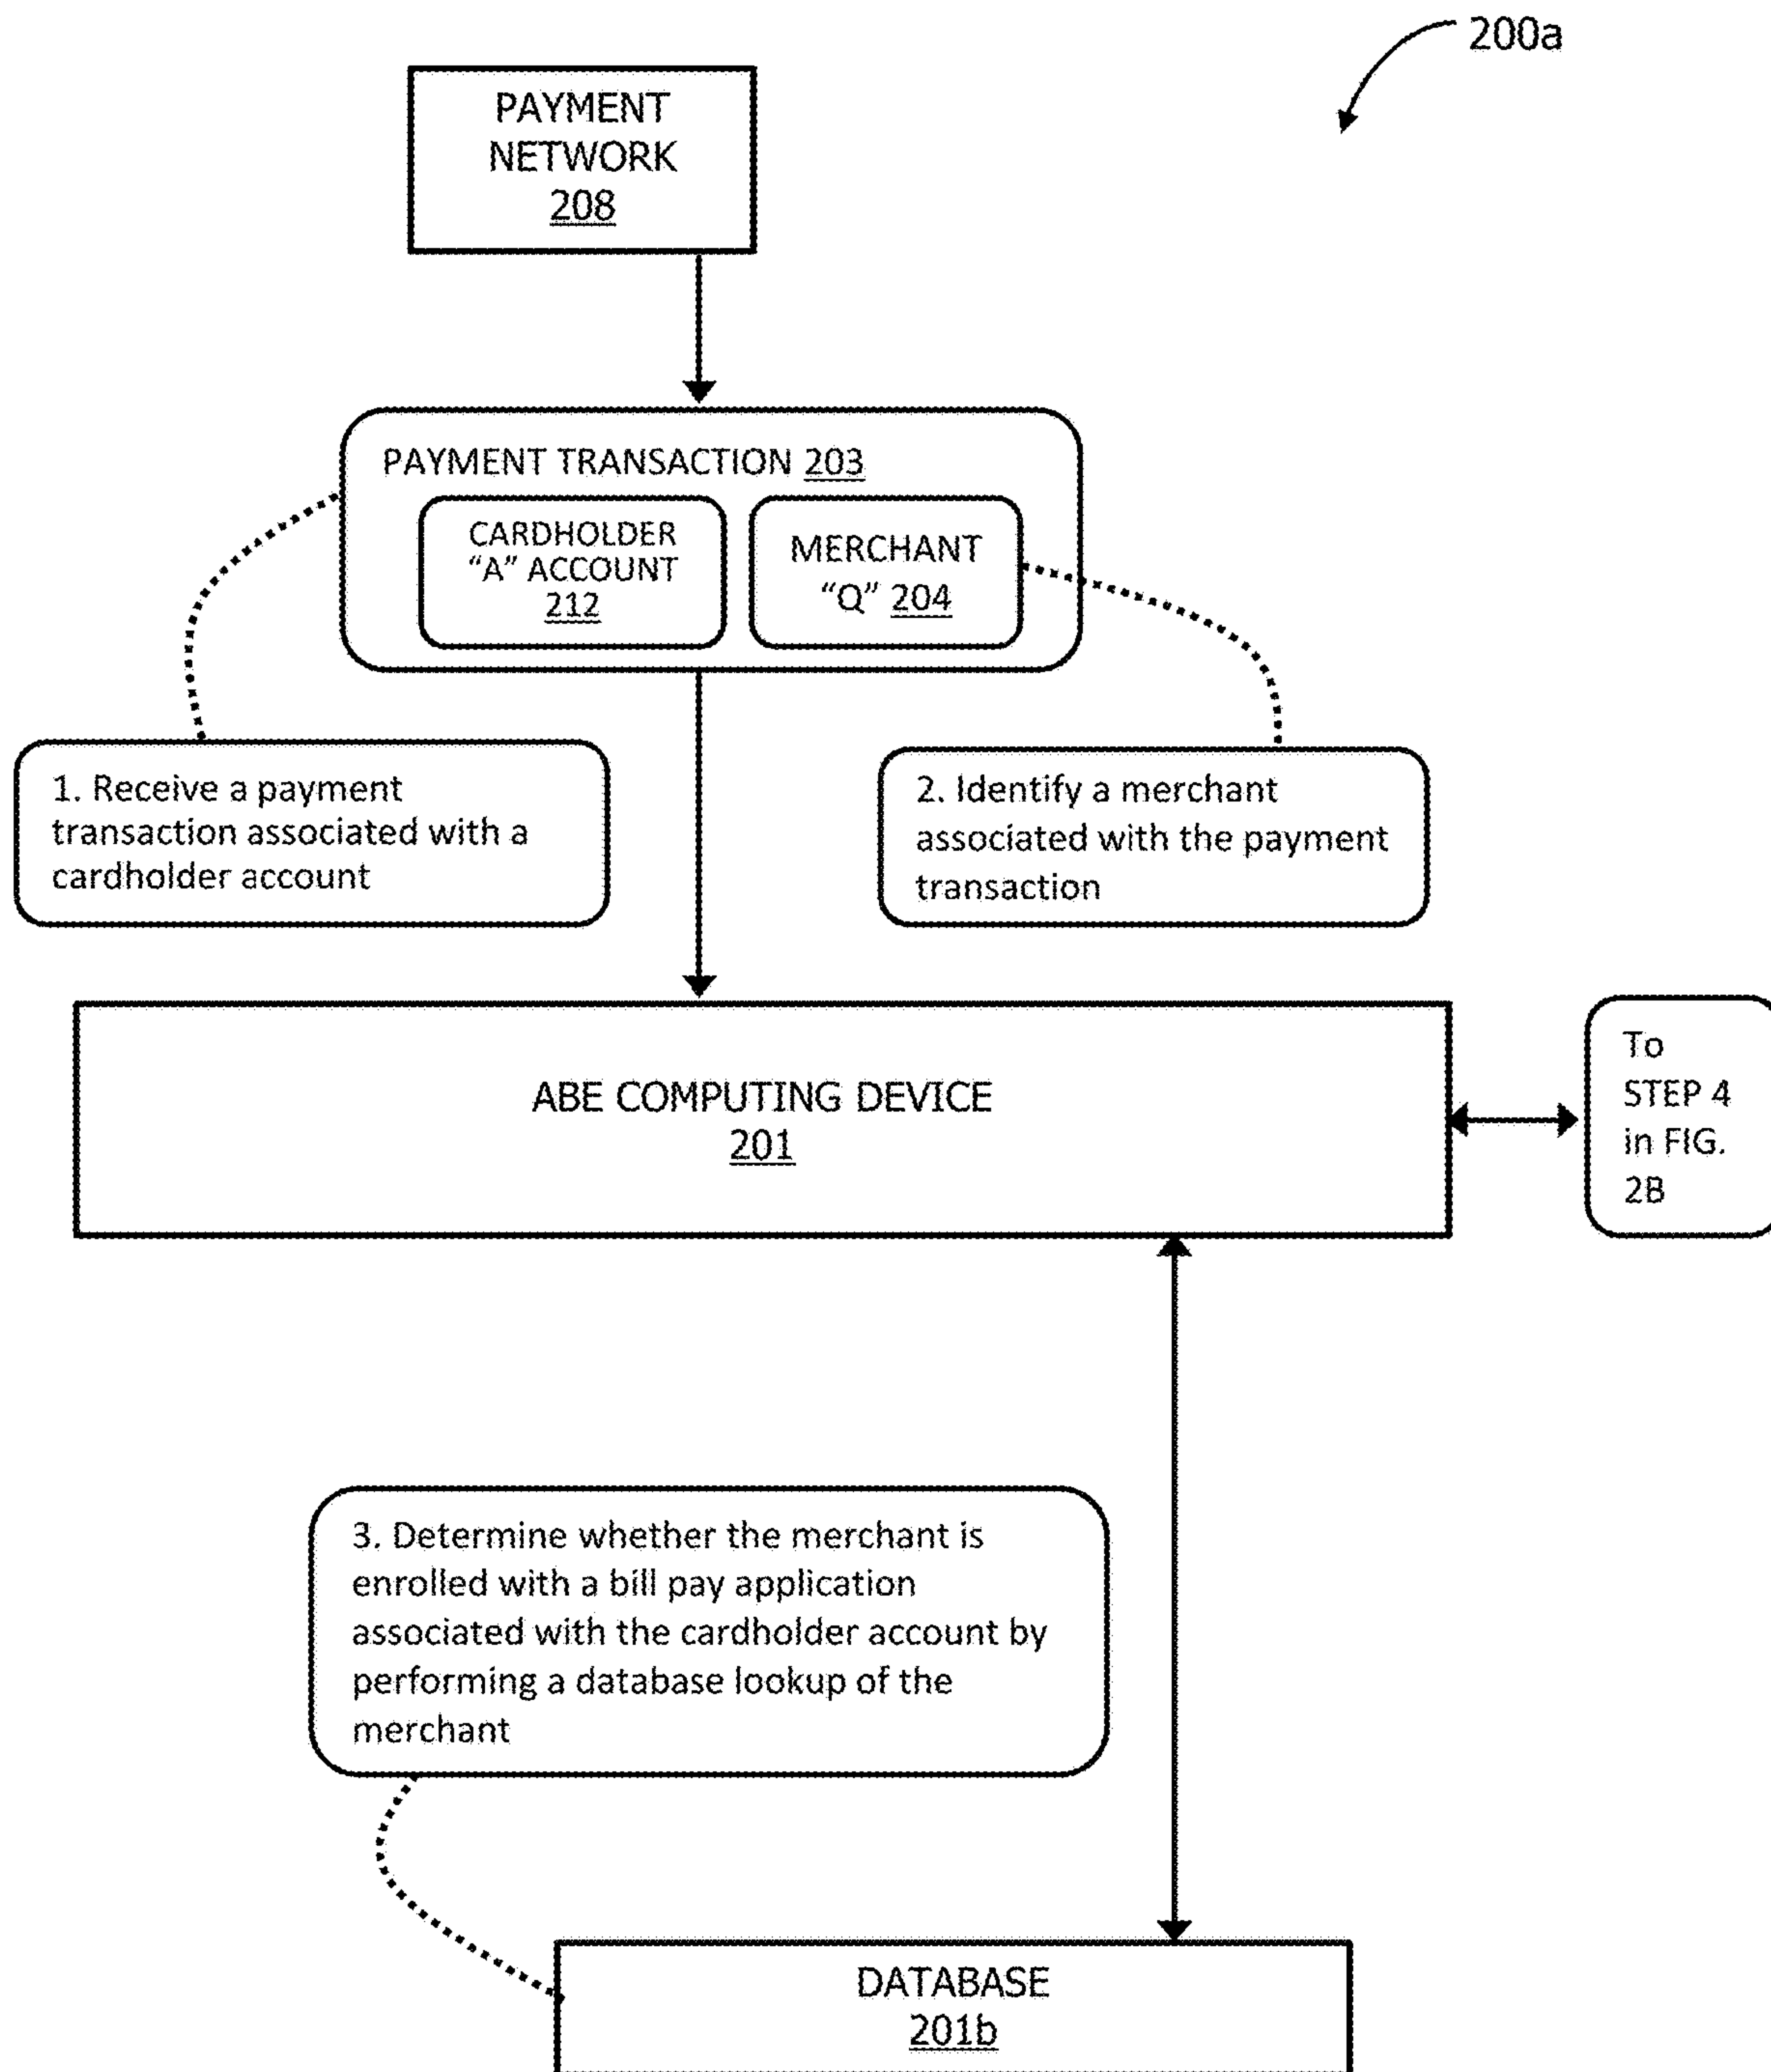 200a
PAYMENT
NETWORK
208
PAYMENT TRANSACTION 203
CARDHOLDER
“A” ACCOUNT
212
MERCHANT
“Q” 204
1. Receive a payment
transaction associated with a
cardholder account
2. Identify a merchant
associated with the payment
transaction
ABE COMPUTING DEVICE
201
To
STEP 4
in FIG.
2B
3. Determine whether the merchant is
enrolled with a bill pay application
associated with the cardholder account by
performing a database lookup of the
merchant
DATABASE
201b